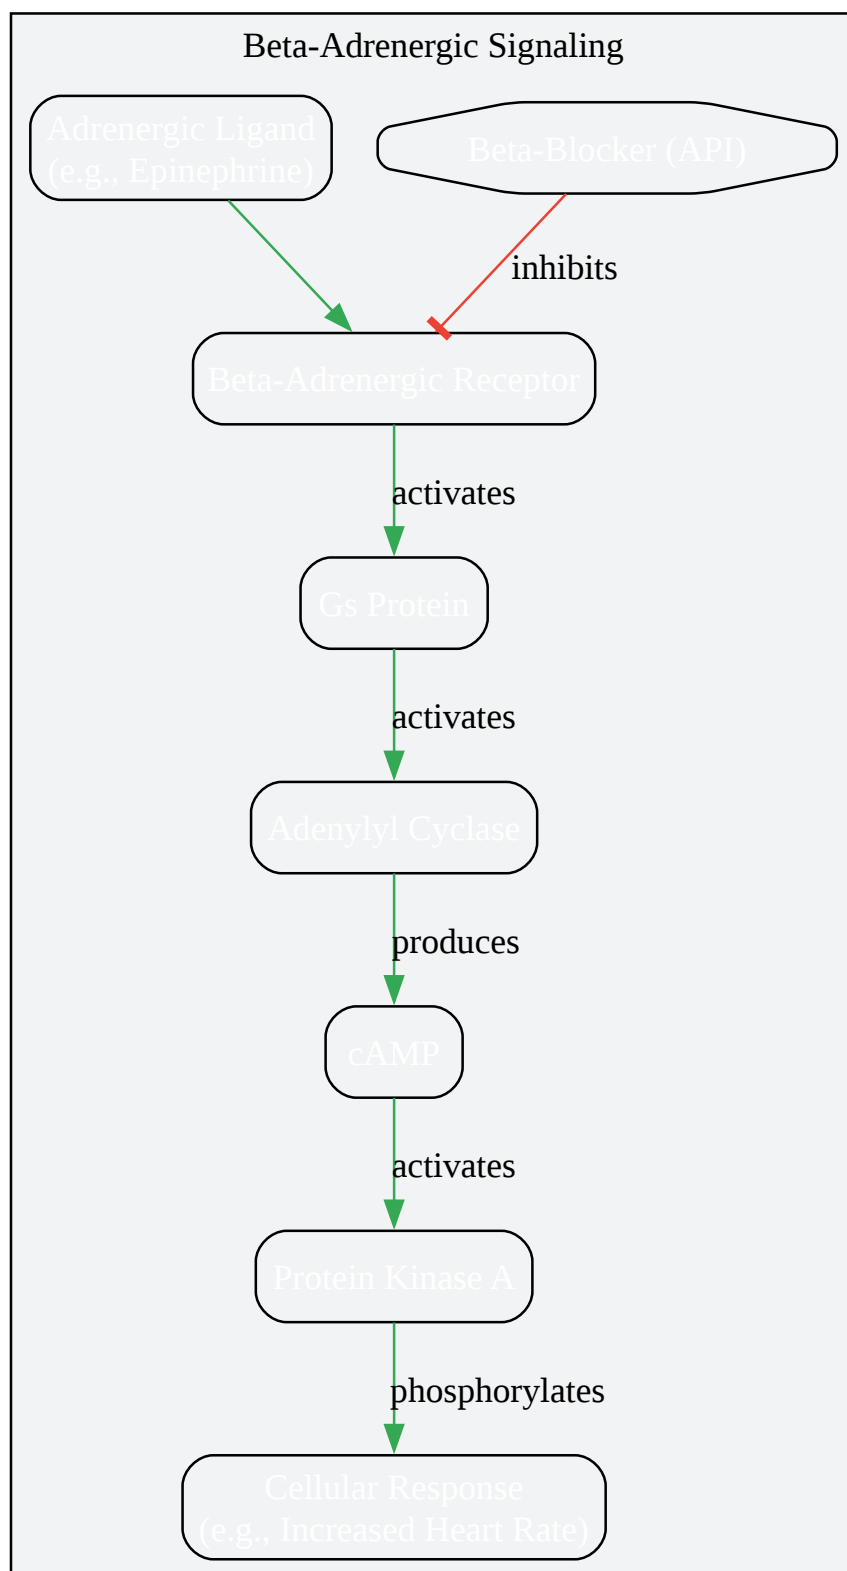 Beta-Adrenergic Signaling
Adrenergic Ligand
(e.g., Epinephrine)
Beta-Blocker (API)
inhibits
Beta-Adrenergic Receptor
activates
Gs Protein
activates
Adenylyl Cyclase
produces
cAMP
activates
Protein Kinase A
phosphorylates
Cellular Response
(e.g., Increased Heart Rate)